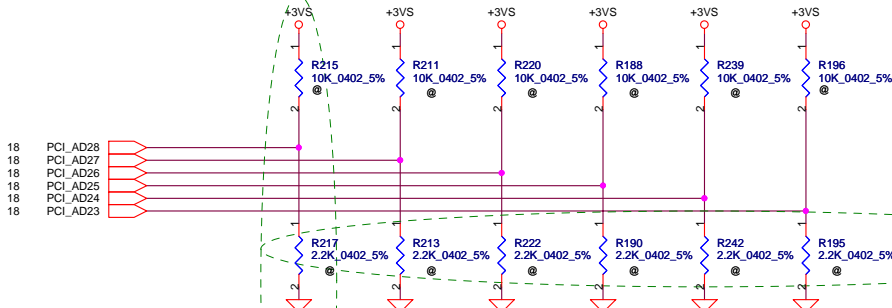 +3VS +3VS +3VS +3VS +3VS +3VS
1 1 1 1 1 1
R215 R211 R220 R188 R239 R196
10K_0402_5% 10K_0402_5% 10K_0402_5% 10K_0402_5% 10K_0402_5% 10K_0402_5%
@ @ @ @ @ @
2 2 2 2 2 2
18 PCI_AD28
18 PCI_AD27
18 PCI_AD26
18 PCI_AD25
18 PCI_AD24
18 PCI_AD23
1 1 1 1 1 1
R217 R213 R222 R190 R242 R195
2.2K_0402_5% 2.2K_0402_5% 2.2K_0402_5% 2.2K_0402_5% 2.2K_0402_5% 2.2K_0402_5%
@ @ @ @ @ @
2 2 2 2 2 2